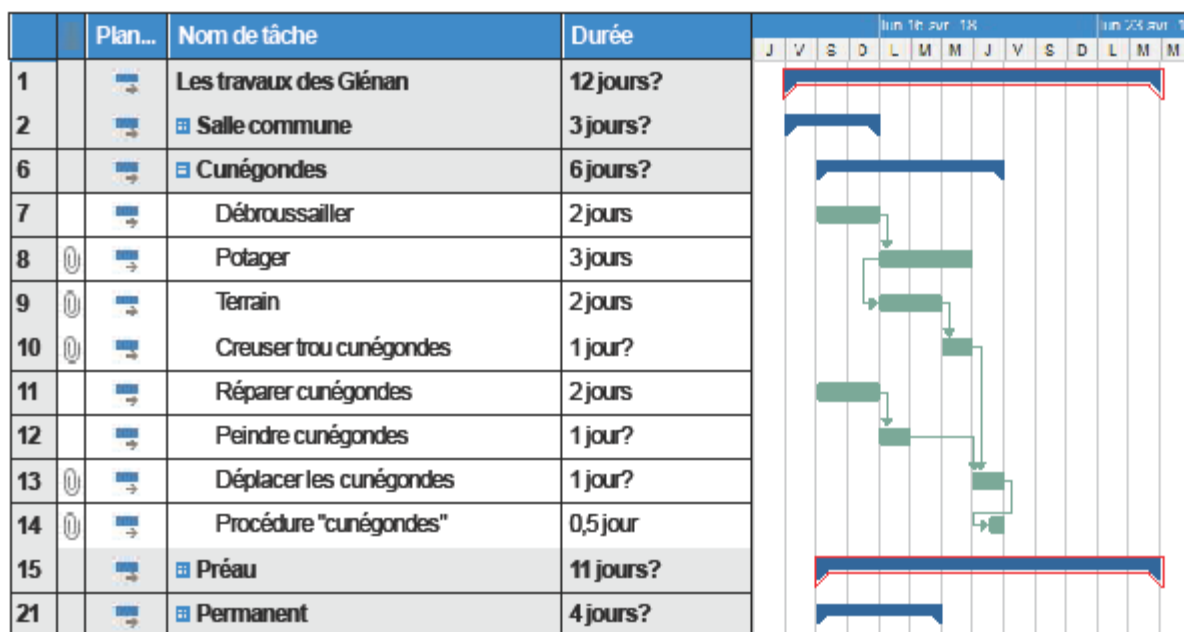 lun 16 avr. 18 lun 23 avr. 1
Plan... Nom de tâche Durée J V S D L M M J V S D L M M
1 Les travaux des Glénan 12 jours?
2 Salle commune 3 jours?
6 Cunégondes 6 jours?
7 Débroussailler 2 jours
8 Potager 3 jours
9 Terrain 2 jours
10 Creuser trou cunégondes 1 jour?
11 Réparer cunégondes 2 jours
12 Peindre cunégondes 1 jour?
13 Déplacer les cunégondes 1 jour?
14 Procédure "cunégondes" 0,5 jour
15 Préau 11 jours?
21 Permanent 4 jours?